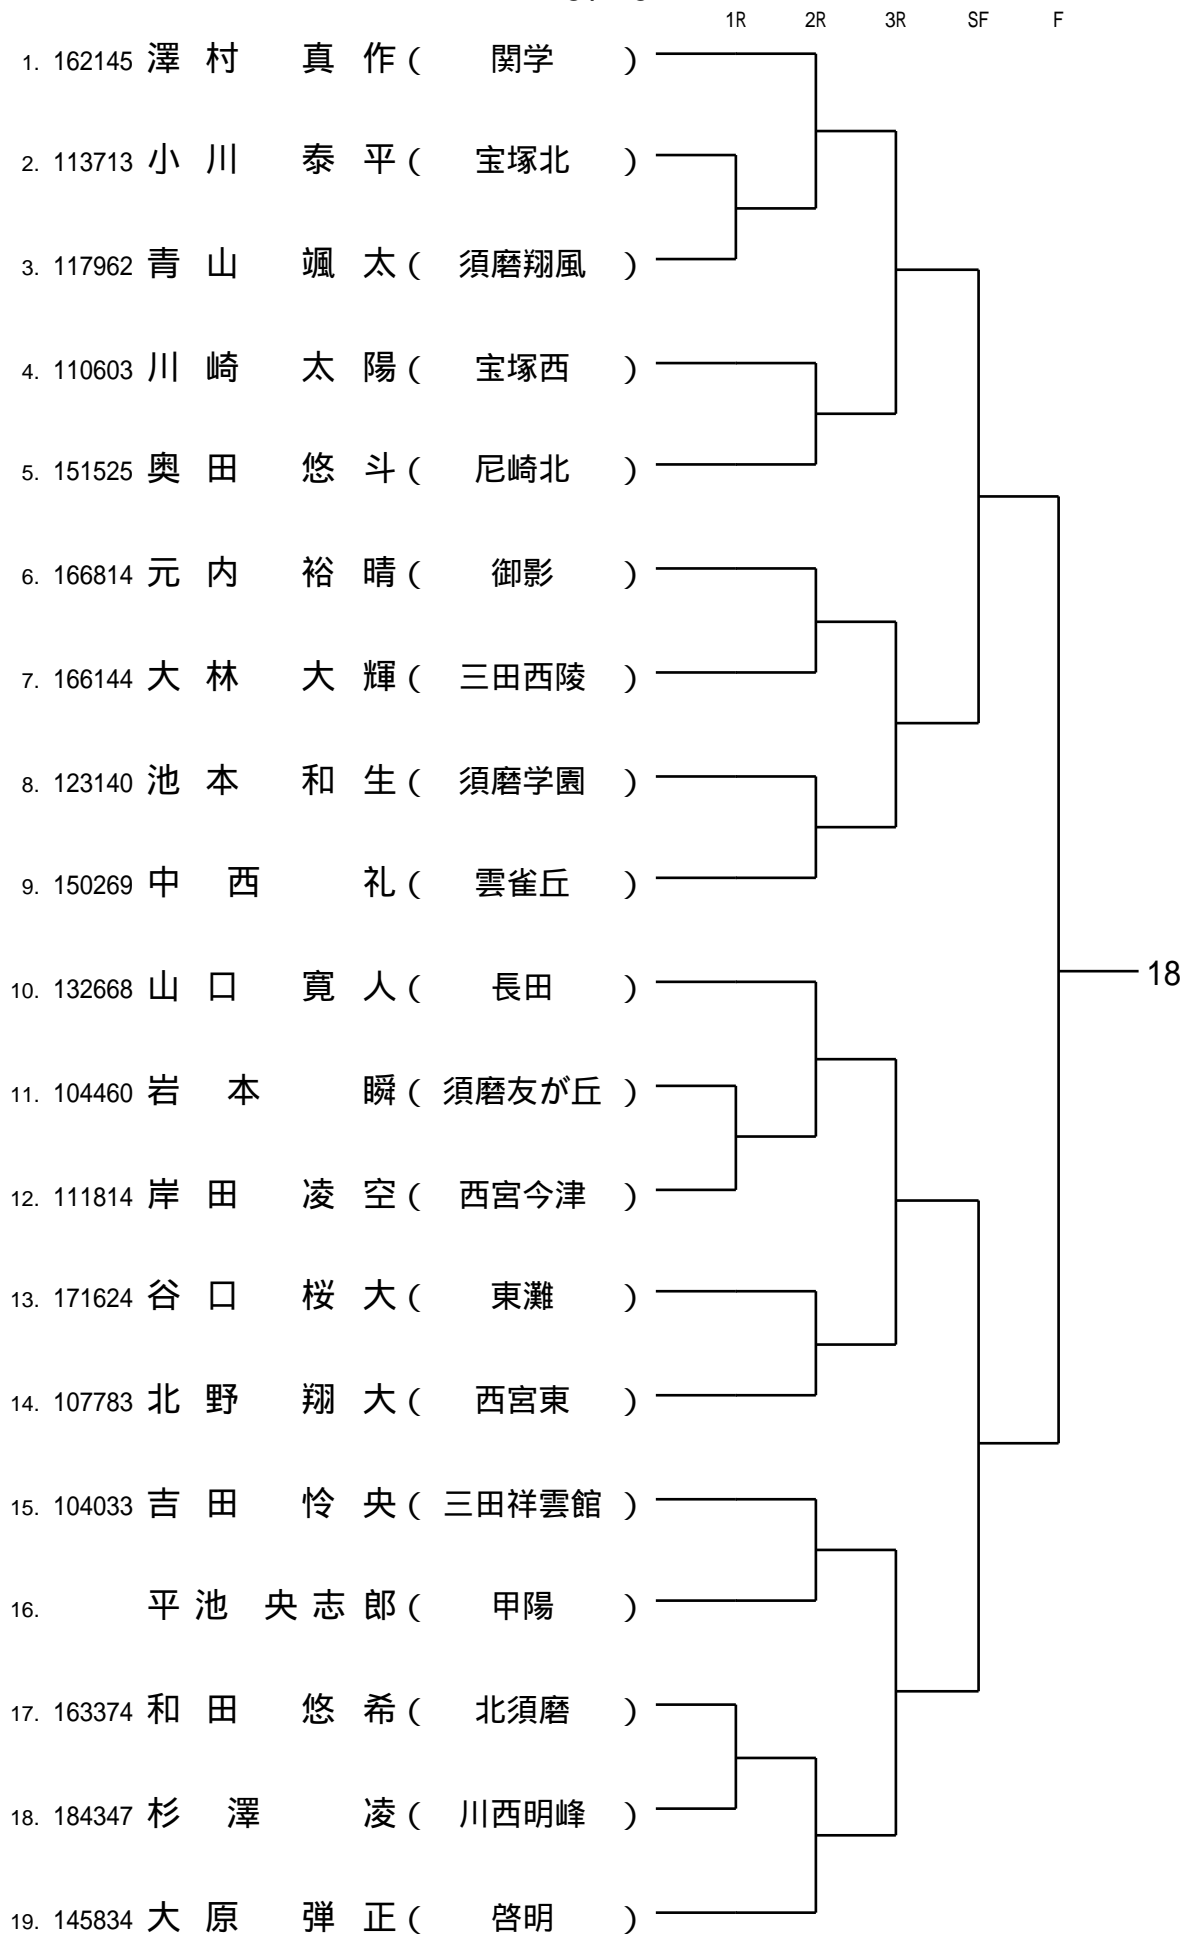 1R 2R 3R SF F
1. 162145 澤村 真作 ( 関学 )
2. 113713 小川 泰平 ( 宝塚北 )
3. 117962 青山 颯太 ( 須磨翔風 )
4. 110603 川崎 太陽 ( 宝塚西 )
5. 151525 奥田 悠斗 ( 尼崎北 )
6. 166814 元内 裕晴 ( 御影 )
7. 166144 大林 大輝 ( 三田西陵 )
8. 123140 池本 和生 ( 須磨学園 )
9. 150269 中西 礼 ( 雲雀丘 )
10. 132668 山口 寛人 ( 長田 )
18
11. 104460 岩本 瞬 ( 須磨友が丘 )
12. 111814 岸田 凌空 ( 西宮今津 )
13. 171624 谷口 桜大 ( 東灘 )
14. 107783 北野 翔大 ( 西宮東 )
15. 104033 吉田 怜央 ( 三田祥雲館 )
16. 平池 央志郎 ( 甲陽 )
17. 163374 和田 悠希 ( 北須磨 )
18. 184347 杉澤 凌 ( 川西明峰 )
19. 145834 大原 弾正 ( 啓明 )